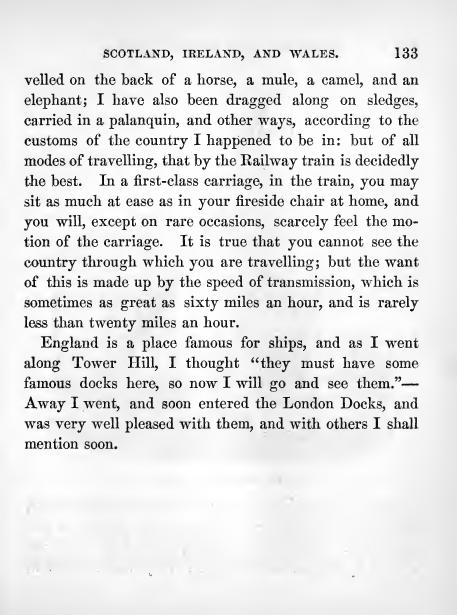 SCOTLAND, IRELAND, AND WALES. 133
velled on the back of a horse, a mule, a camel, and an
elephant; I have also been dragged along on sledges,
carried in a palanquin, and other ways, according to the
customs of the country I happened to be in: but of all
modes of travelling, that by the Railway train is decidedly
the best. In a first-class carriage, in the train, you may
sit as much at ease as in your fireside chair at home, and
you will, except on rare occasions, scarcely feel the mo-
tion of the carriage. It is true that you cannot see the
country through which you are travelling; but the want
of this is made up by the speed of transmission, which is
sometimes as great as sixty miles an hour, and is rarely
less than twenty miles an hour.
England is a place famous for ships, and as I went
along Tower Hill, I thought “they must have some
famous docks here, so now I will go and see them.”—
Away I went, and soon entered the London Docks, and
was very well pleased with them, and with others I shall
mention soon.